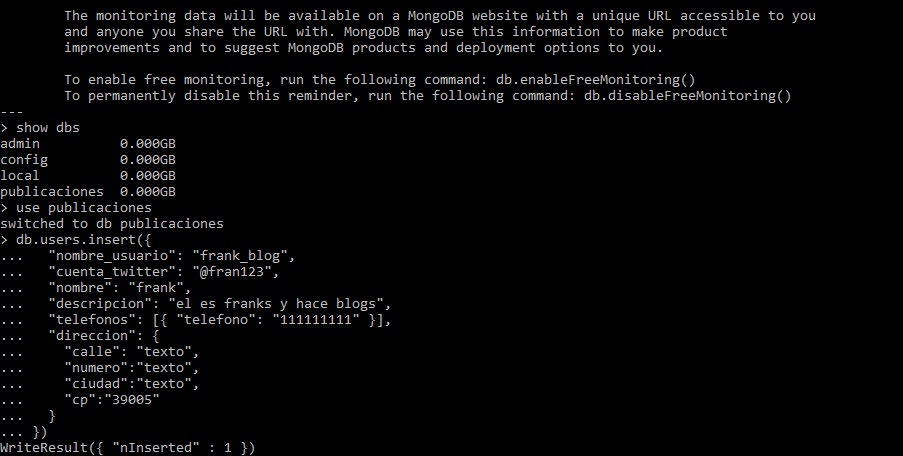 The monitoring data will be available on a MongoDB website with a unique URL accessible to you
and anyone you share the URL with. MongoDB may use this information to make product
improvements and to suggest MongoDB products and deployment options to you.
To enable free monitoring, run the following command: db.enableFreeMonitoring()
To permanently disable this reminder, run the following command: db.disableFreeMonitoring()
---
> show dbs
admin          0.000GB
config         0.000GB
local          0.000GB
publicaciones  0.000GB
> use publicaciones
switched to db publicaciones
> db.users.insert({
...   "nombre_usuario": "frank_blog",
...   "cuenta_twitter": "@fran123",
...   "nombre": "frank",
...   "descripcion": "el es franks y hace blogs",
...   "telefonos": [{ "telefono": "111111111" }],
...   "direccion": {
...     "calle": "texto",
...     "numero":"texto",
...     "ciudad":"texto",
...     "cp":"39005"
...   }
... })
WriteResult({ "nInserted" : 1 })